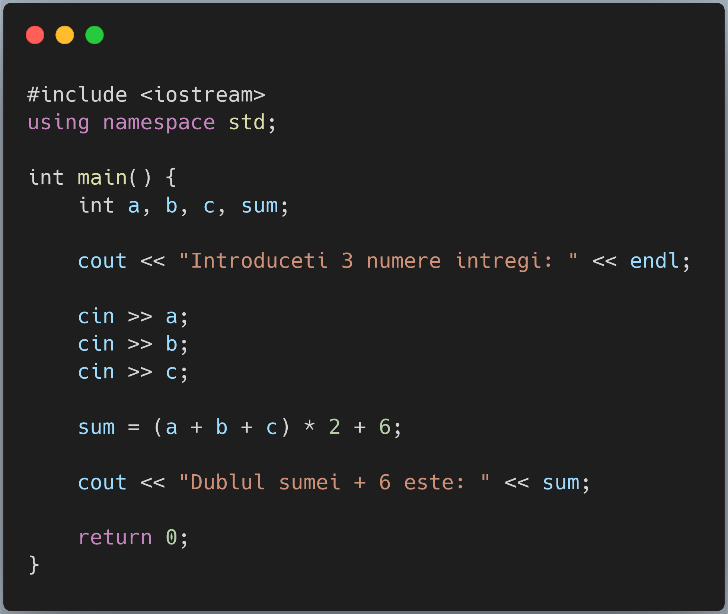 #include <iostream>
using namespace std;
int main() {
    int a, b, c, sum;
    cout << "Introduceti 3 numere intregi: " << endl;
    cin >> a;
    cin >> b;
    cin >> c;
    sum = (a + b + c) * 2 + 6;
    cout << "Dublul sumei + 6 este: " << sum;
    return 0;
}